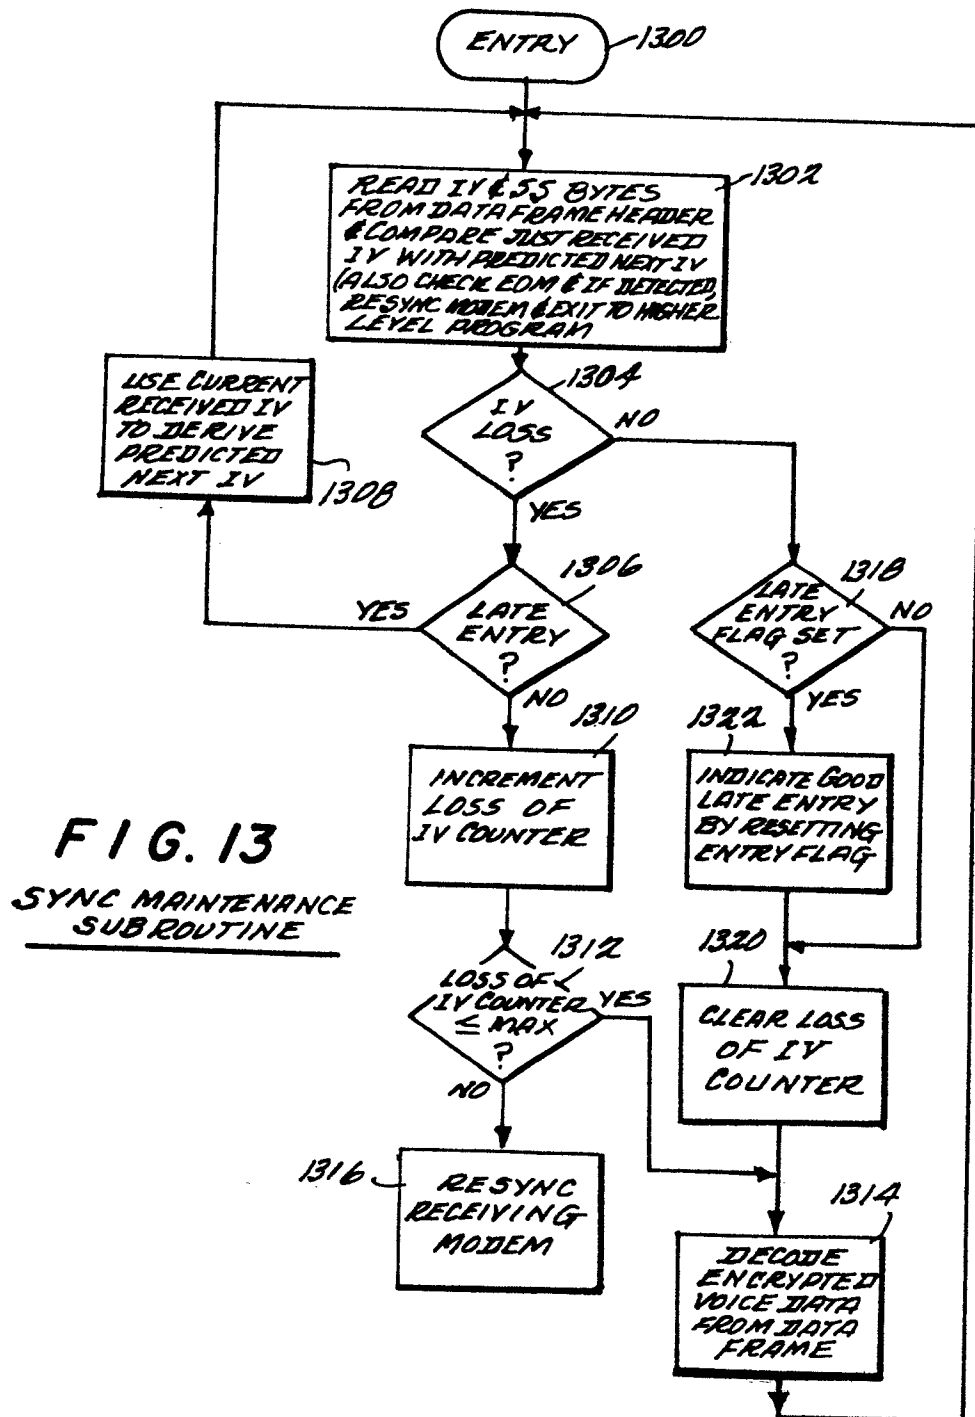 ENTRY
1300
1302
READ IV & SS BYTES
FROM DATA FRAME HEADER
& COMPARE JUST RECEIVED
IV WITH PREDICTED NEXT IV
(ALSO CHECK EOM & IF DETECTED,
RESYNC MODEM & EXIT TO HIGHER
LEVEL PROGRAM
1304
IV
LOSS
?
NO
YES
USE CURRENT
RECEIVED IV
TO DERIVE
PREDICTED
NEXT IV
1308
1306
LATE
ENTRY
?
YES
NO
1318
LATE
ENTRY
FLAG SET
?
NO
YES
1310
INCREMENT
LOSS OF
IV COUNTER
1322
INDICATE GOOD
LATE ENTRY
BY RESETTING
ENTRY FLAG
FIG. 13
SYNC MAINTENANCE
SUBROUTINE
1312
LOSS OF
IV COUNTER
≤ MAX
?
YES
NO
1320
CLEAR LOSS
OF IV
COUNTER
1316
RESYNC
RECEIVING
MODEM
1314
DECODE
ENCRYPTED
VOICE DATA
FROM DATA
FRAME